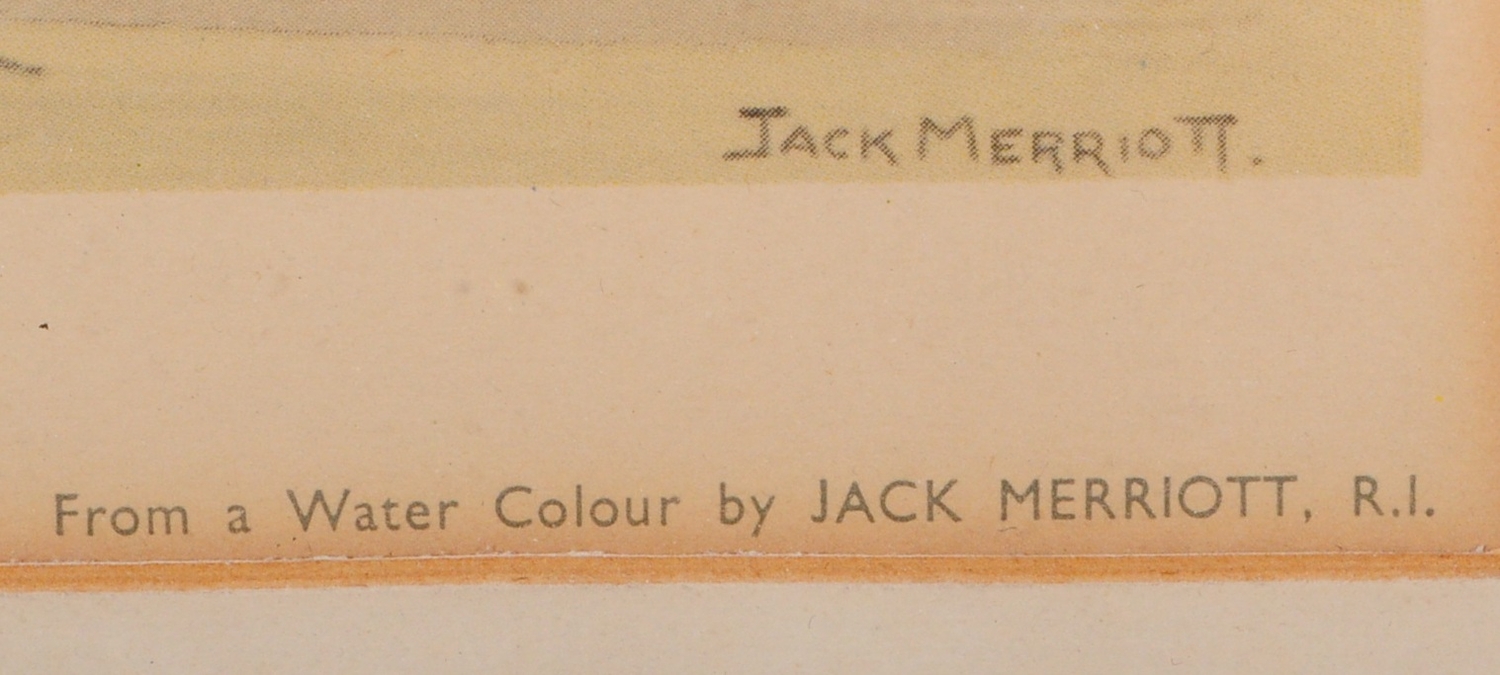 JACK MERRIOTT.
From a Water Colour by JACK MERRIOTT, R.I.